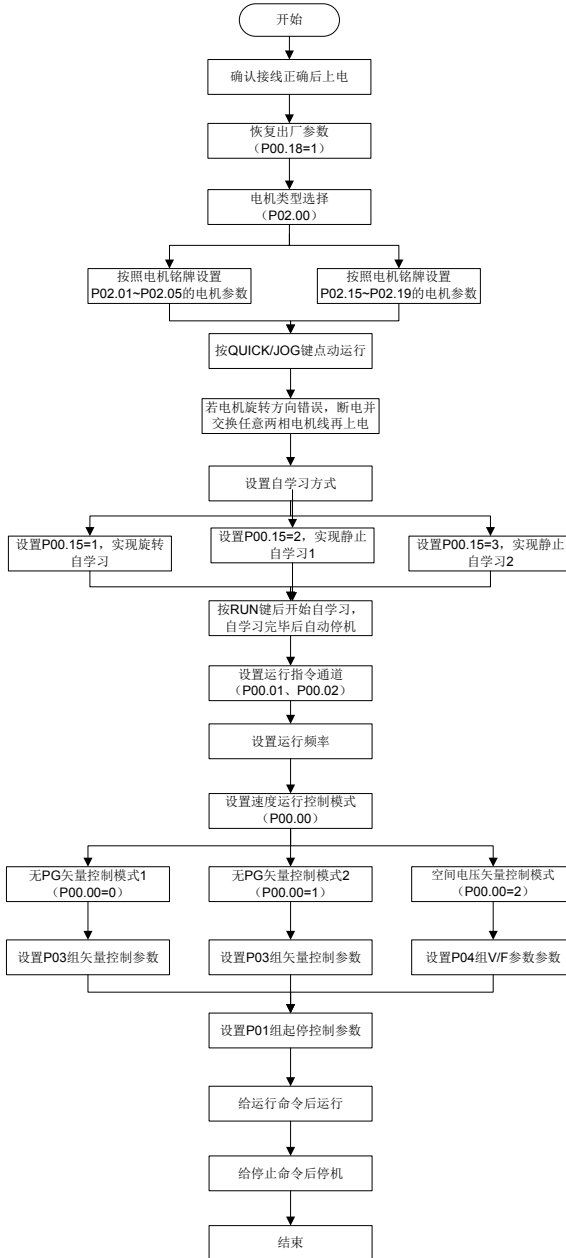 开始
确认接线正确后上电
恢复出厂参数
（P00.18=1）
电机类型选择
（P02.00）
按照电机铭牌设置
P02.01~P02.05的电机参数
按照电机铭牌设置
P02.15~P02.19的电机参数
按QUICK/JOG键点动运行
若电机旋转方向错误，断电并
交换任意两相电机线再上电
设置自学习方式
设置P00.15=1，实现旋转
自学习
设置P00.15=2，实现静止
自学习1
设置P00.15=3，实现静止
自学习2
按RUN键后开始自学习，
自学习完毕后自动停机
设置运行指令通道
（P00.01、P00.02）
设置运行频率
设置速度运行控制模式
（P00.00）
无PG矢量控制模式1
（P00.00=0）
无PG矢量控制模式2
（P00.00=1）
空间电压矢量控制模式
（P00.00=2）
设置P03组矢量控制参数
设置P03组矢量控制参数
设置P04组V/F参数参数
设置P01组起停控制参数
给运行命令后运行
给停止命令后停机
结束